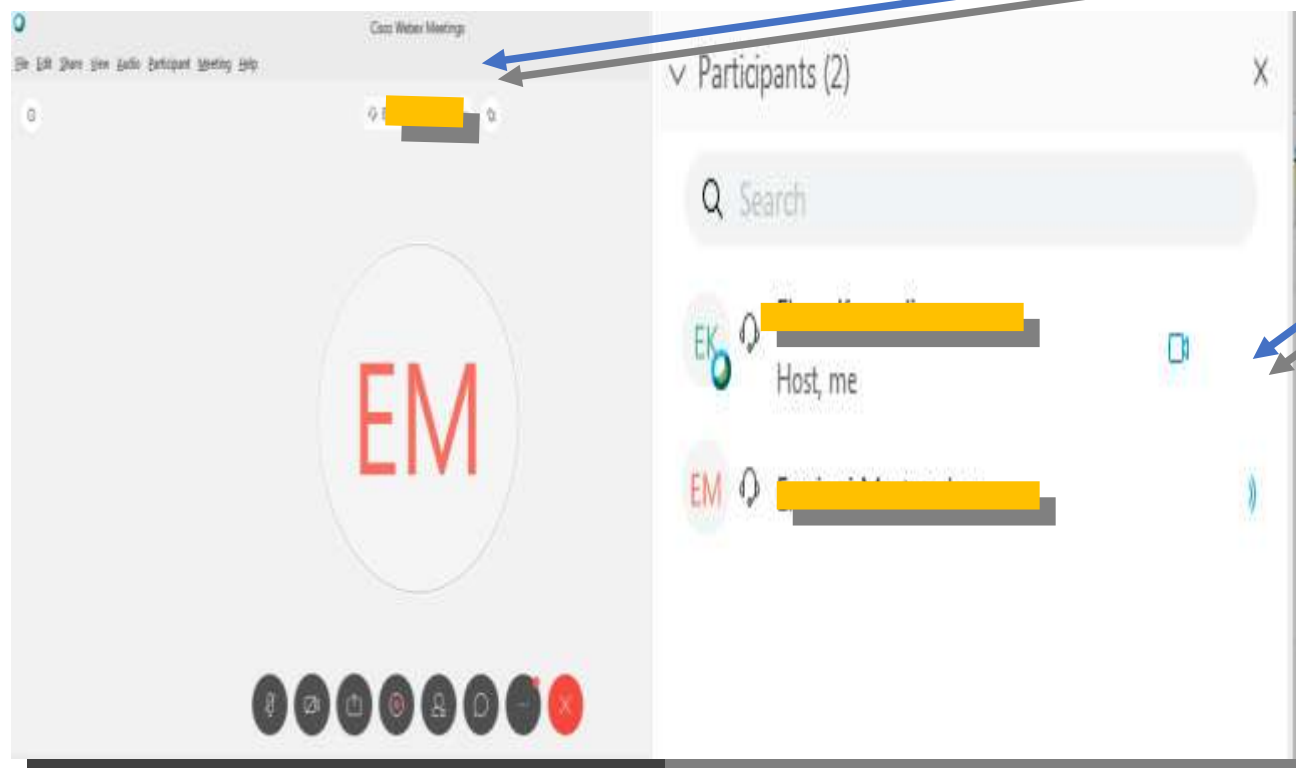 Cisco Webex Meetings
File Edit Share View Audio Participant Meeting Help
EM
Participants (2)
Search
EK
Host, me
EM